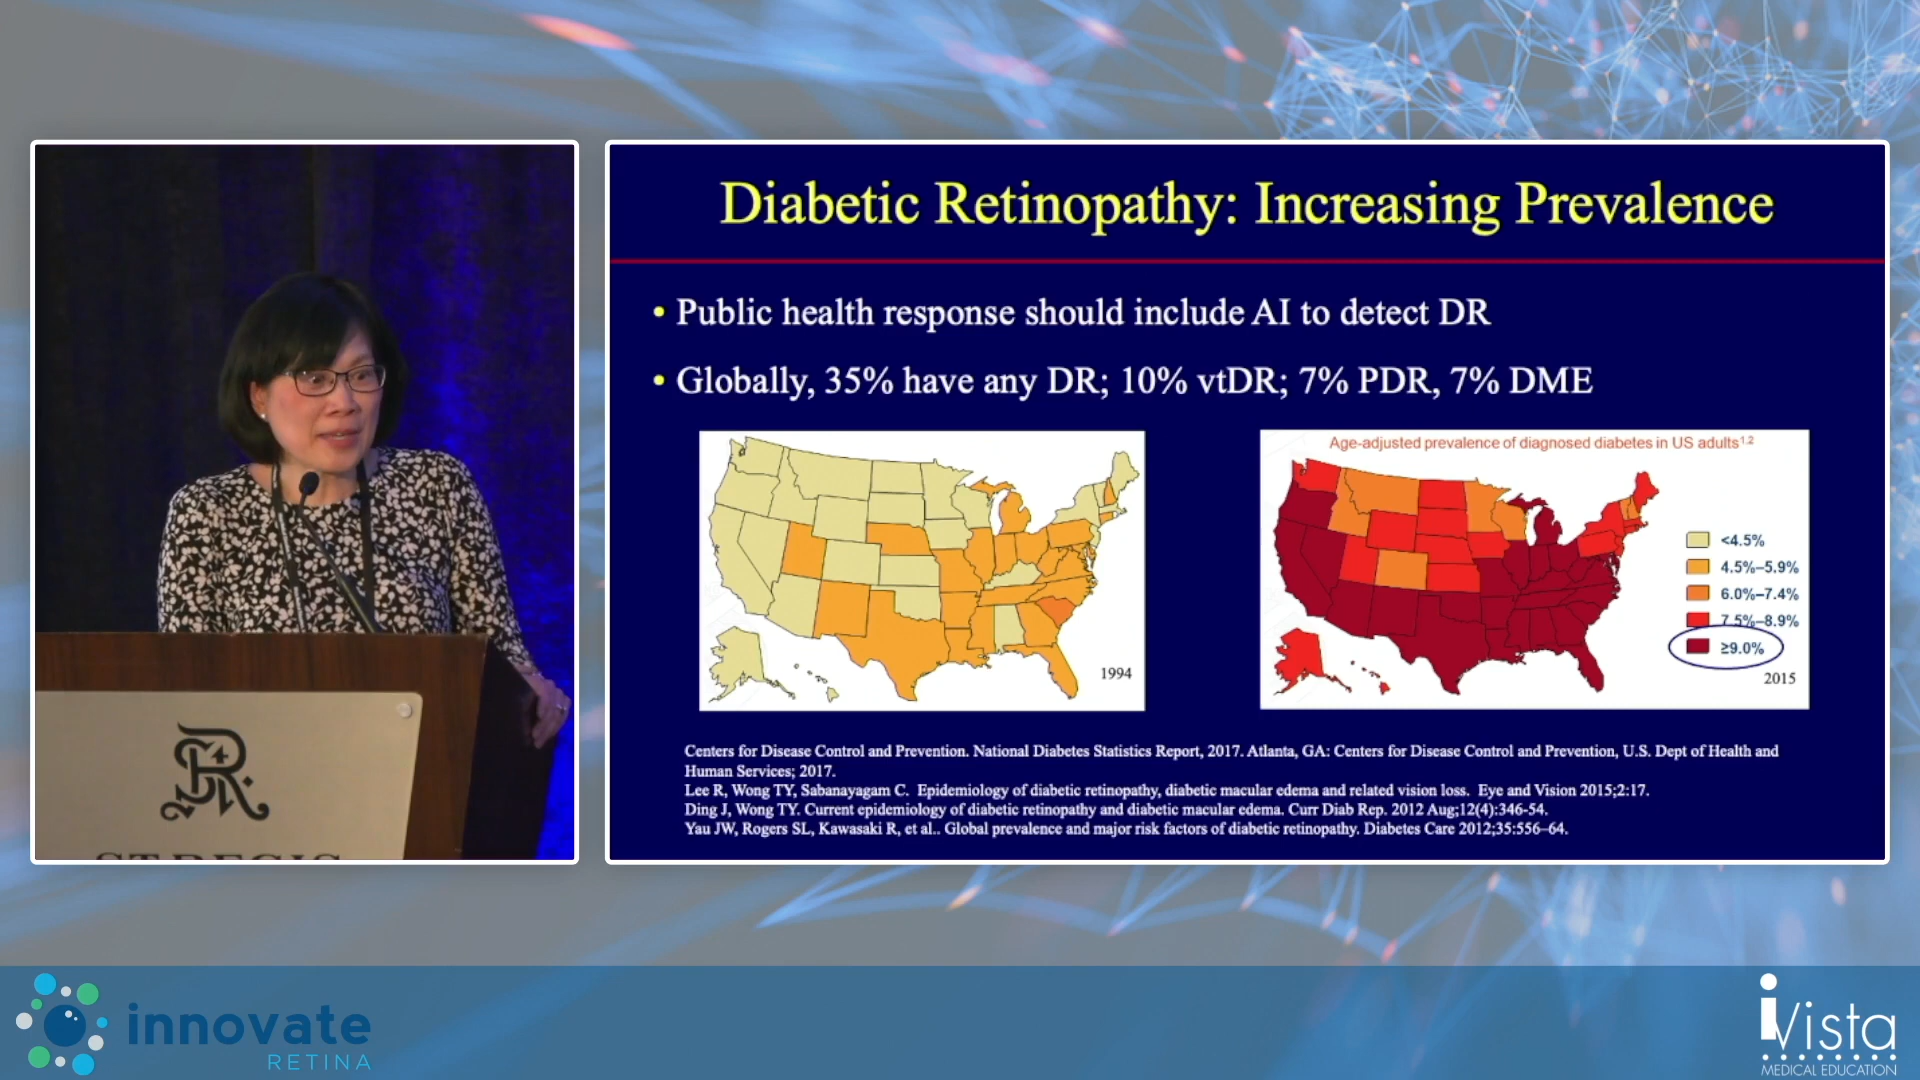 Diabetic Retinopathy: Increasing Prevalence
• Public health response should include AI to detect DR
• Globally, 35% have any DR; 10% vtDR; 7% PDR, 7% DME
1994
Age-adjusted prevalence of diagnosed diabetes in US adults1,2
<4.5%
4.5%–5.9%
6.0%–7.4%
7.5%–8.9%
≥9.0%
2015
Centers for Disease Control and Prevention. National Diabetes Statistics Report, 2017. Atlanta, GA: Centers for Disease Control and Prevention, U.S. Dept of Health and
Human Services; 2017.
Lee R, Wong TY, Sabanayagam C. Epidemiology of diabetic retinopathy, diabetic macular edema and related vision loss. Eye and Vision 2015;2:17.
Ding J, Wong TY. Current epidemiology of diabetic retinopathy and diabetic macular edema. Curr Diab Rep. 2012 Aug;12(4):346-54.
Yau JW, Rogers SL, Kawasaki R, et al.. Global prevalence and major risk factors of diabetic retinopathy. Diabetes Care 2012;35:556–64.
ST REGIS
innovate
RETINA
iVista
MEDICAL EDUCATION